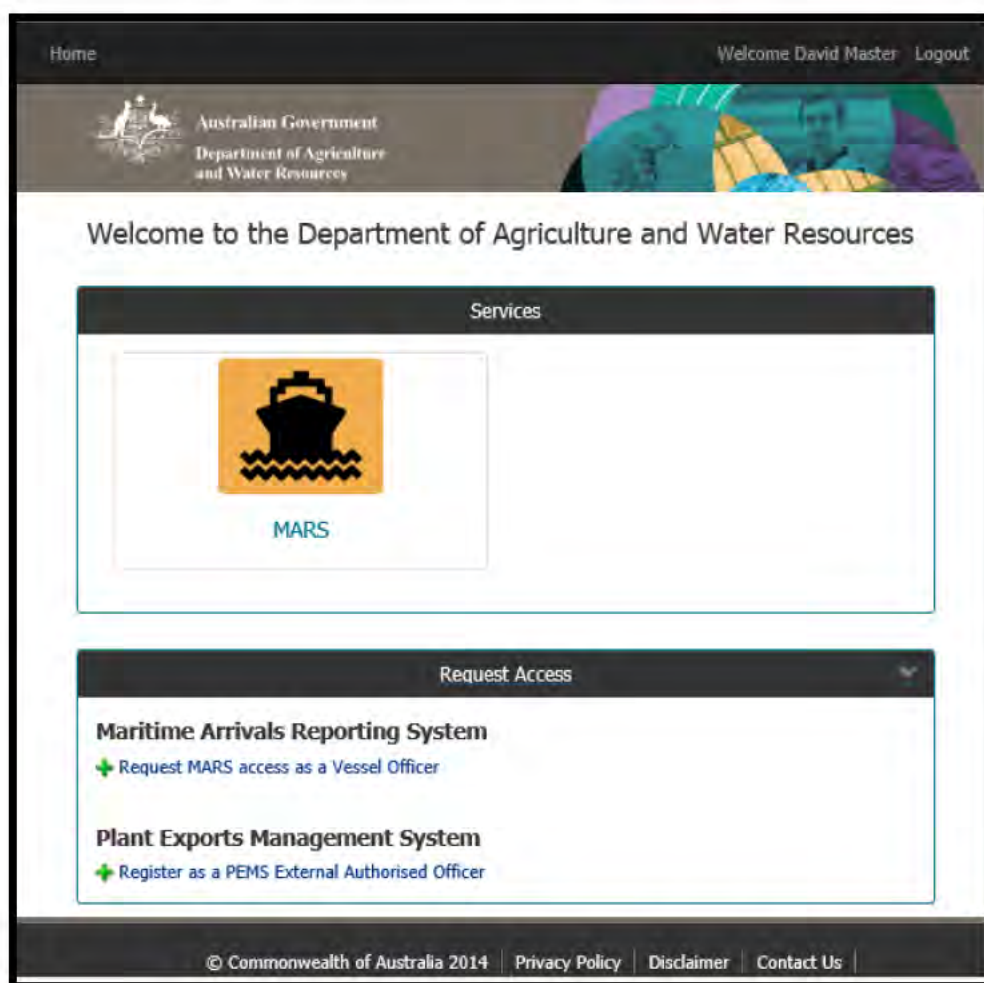 Home Welcome David Master Logout
Australian Government
Department of Agriculture
and Water Resources
Welcome to the Department of Agriculture and Water Resources
Services
MARS
Request Access
Maritime Arrivals Reporting System
Request MARS access as a Vessel Officer
Plant Exports Management System
Register as a PEMS External Authorised Officer
© Commonwealth of Australia 2014 | Privacy Policy | Disclaimer | Contact Us |